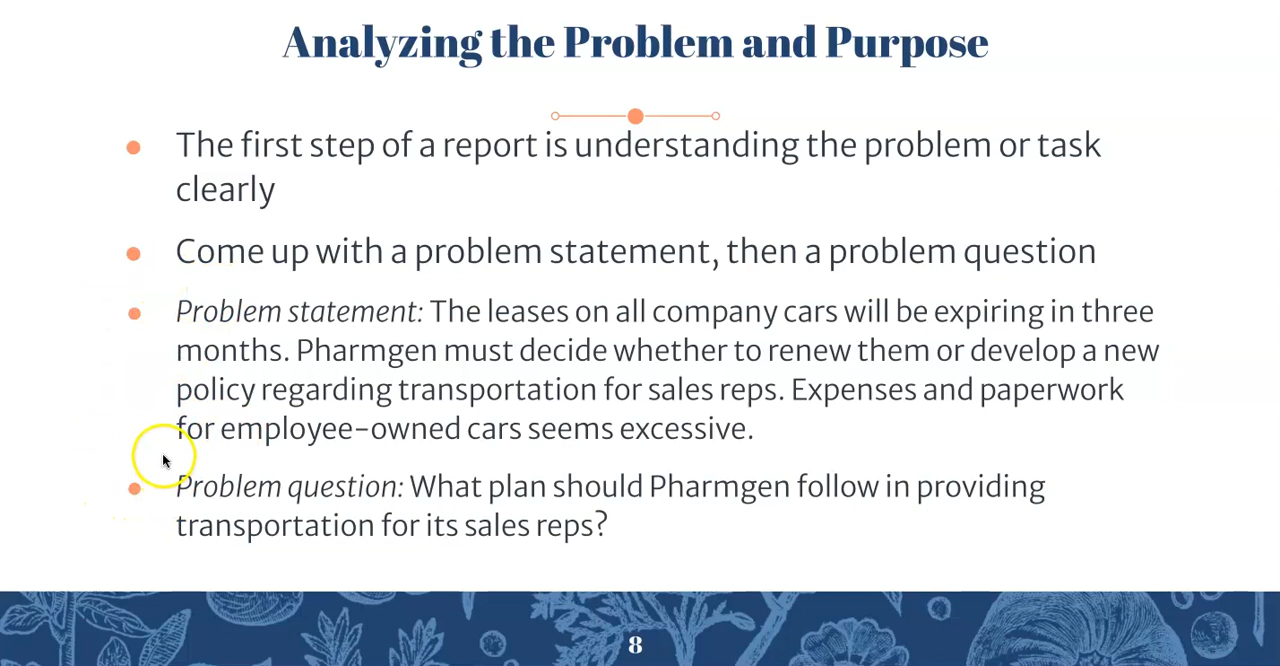 Analyzing the Problem and Purpose
The first step of a report is understanding the problem or task
clearly
Come up with a problem statement, then a problem question
Problem statement: The leases on all company cars will be expiring in three
months. Pharmgen must decide whether to renew them or develop a new
policy regarding transportation for sales reps. Expenses and paperwork
for employee-owned cars seems excessive.
Problem question: What plan should Pharmgen follow in providing
transportation for its sales reps?
8